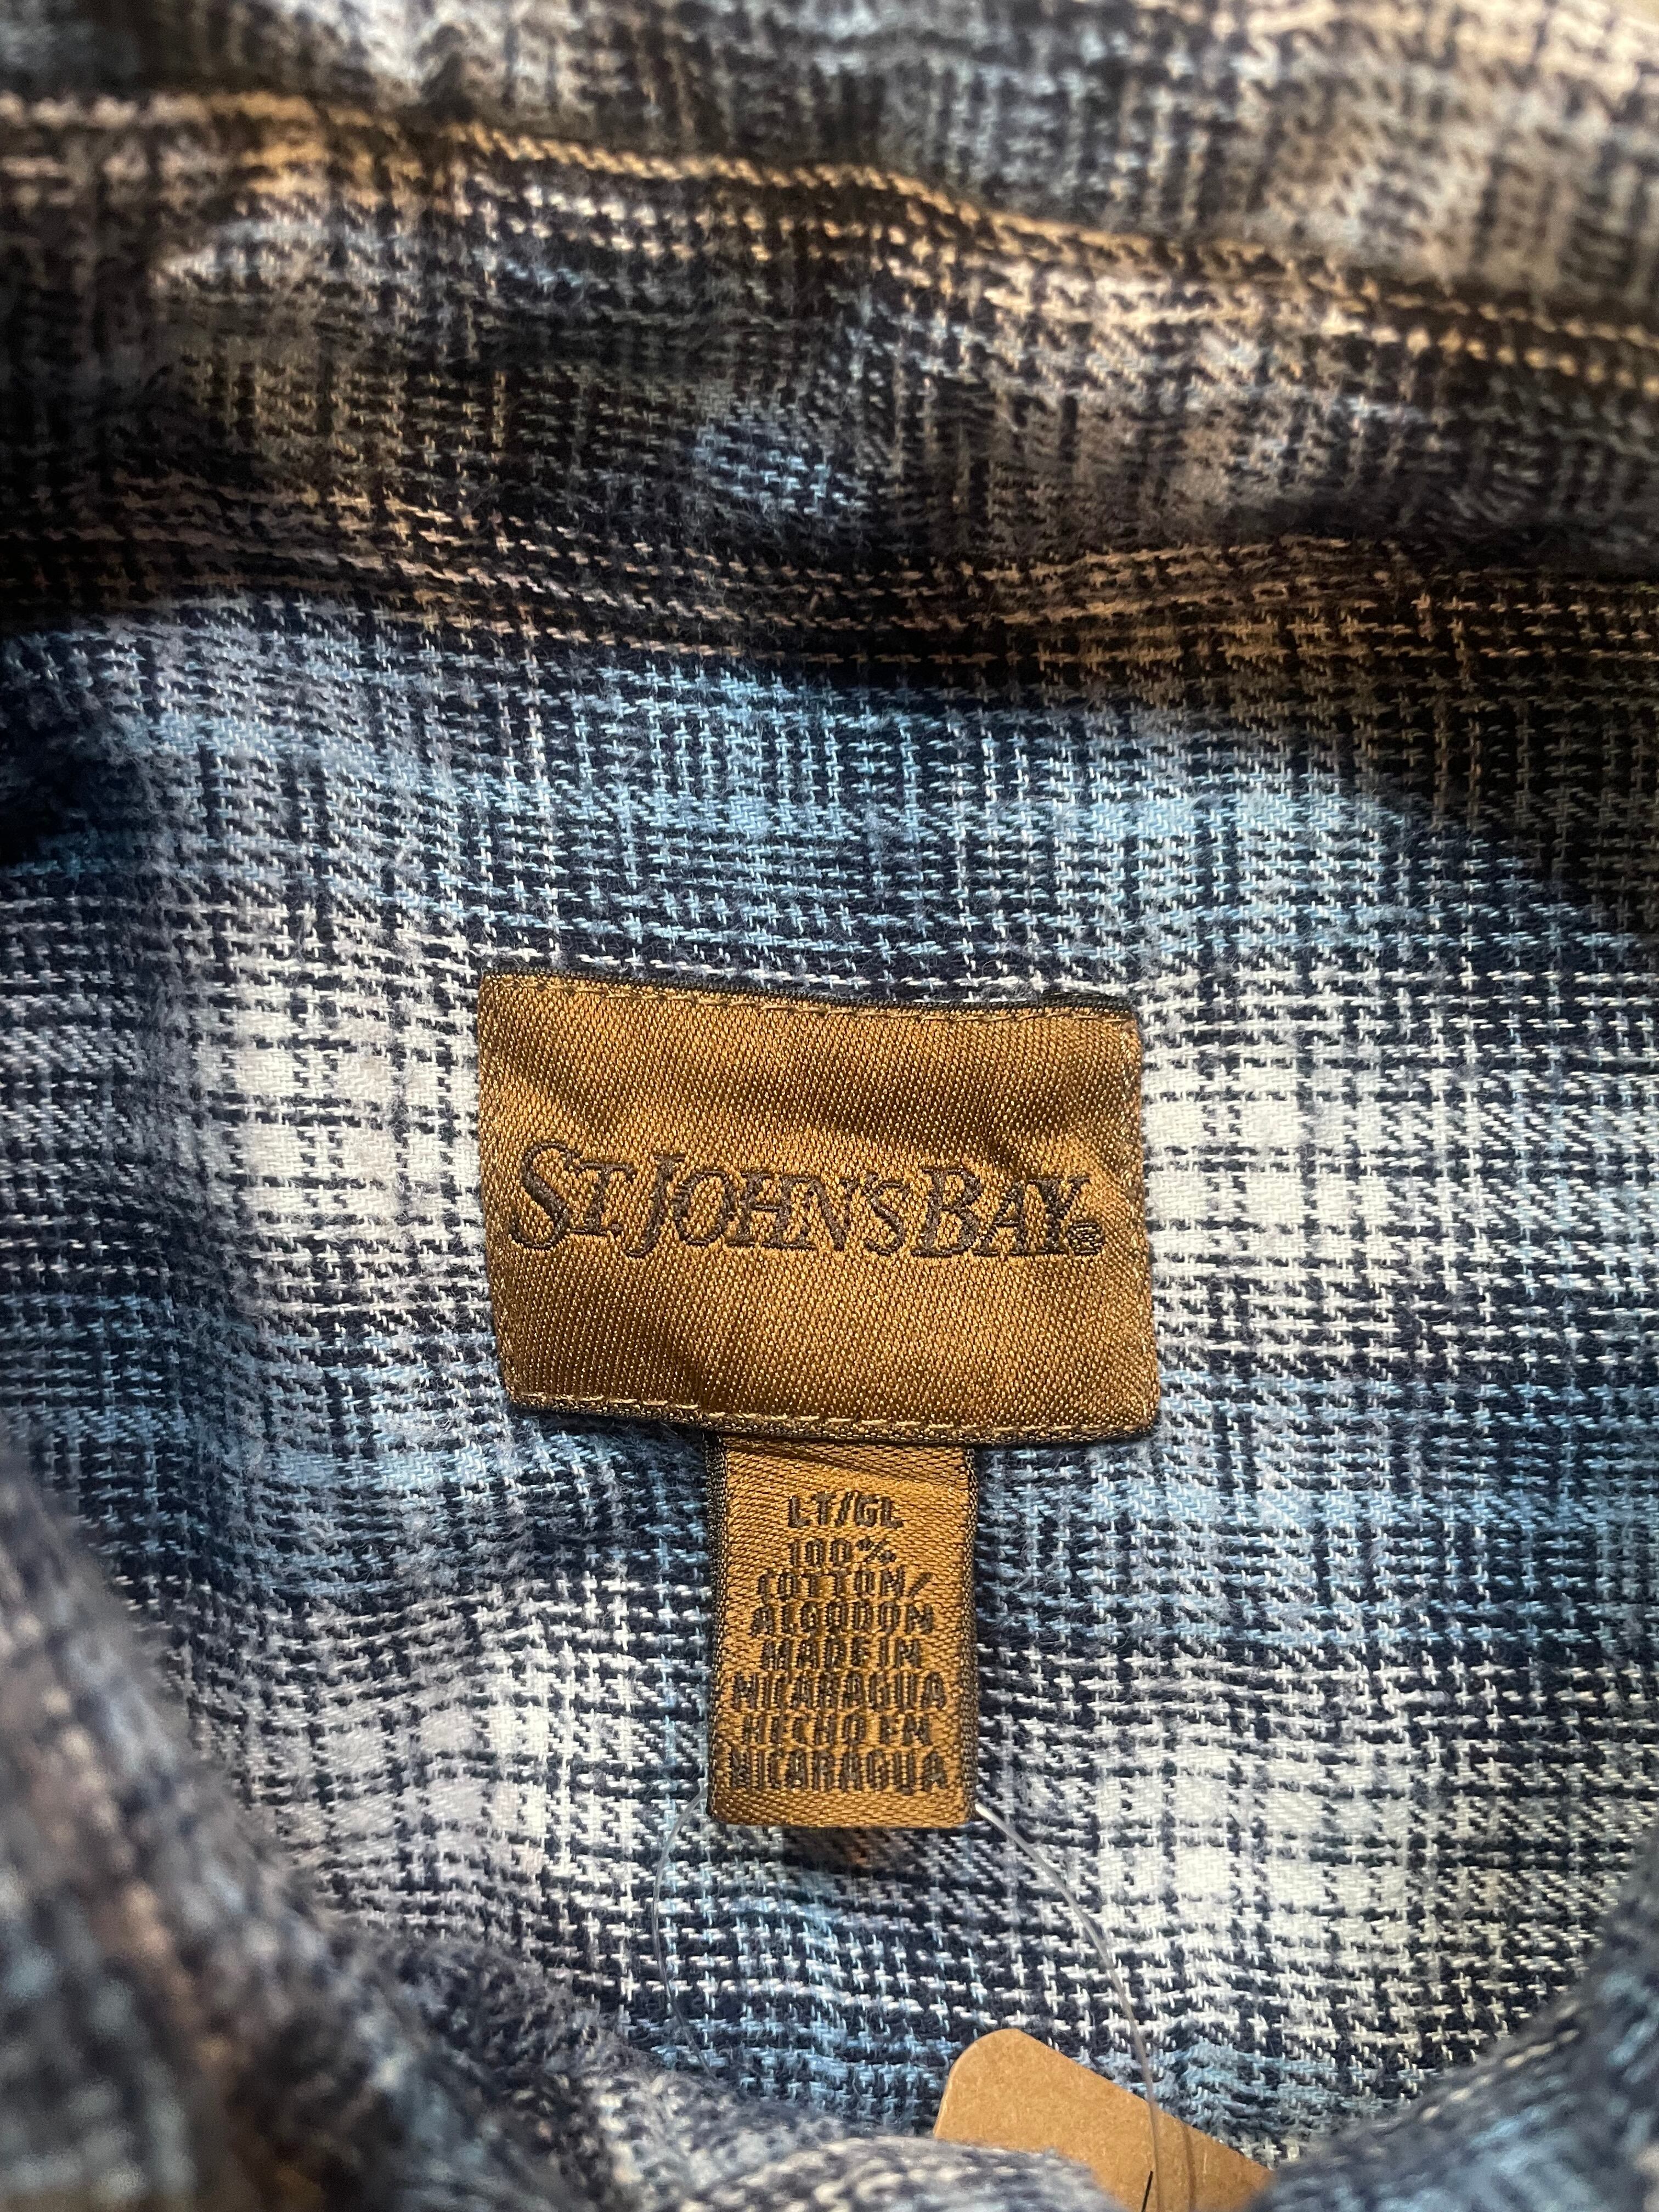 ST. JOHN'S BAY®
LT/GL
100%
COTTON/
ALGODON
MADE IN
NICARAGUA
HECHO EN
NICARAGUA